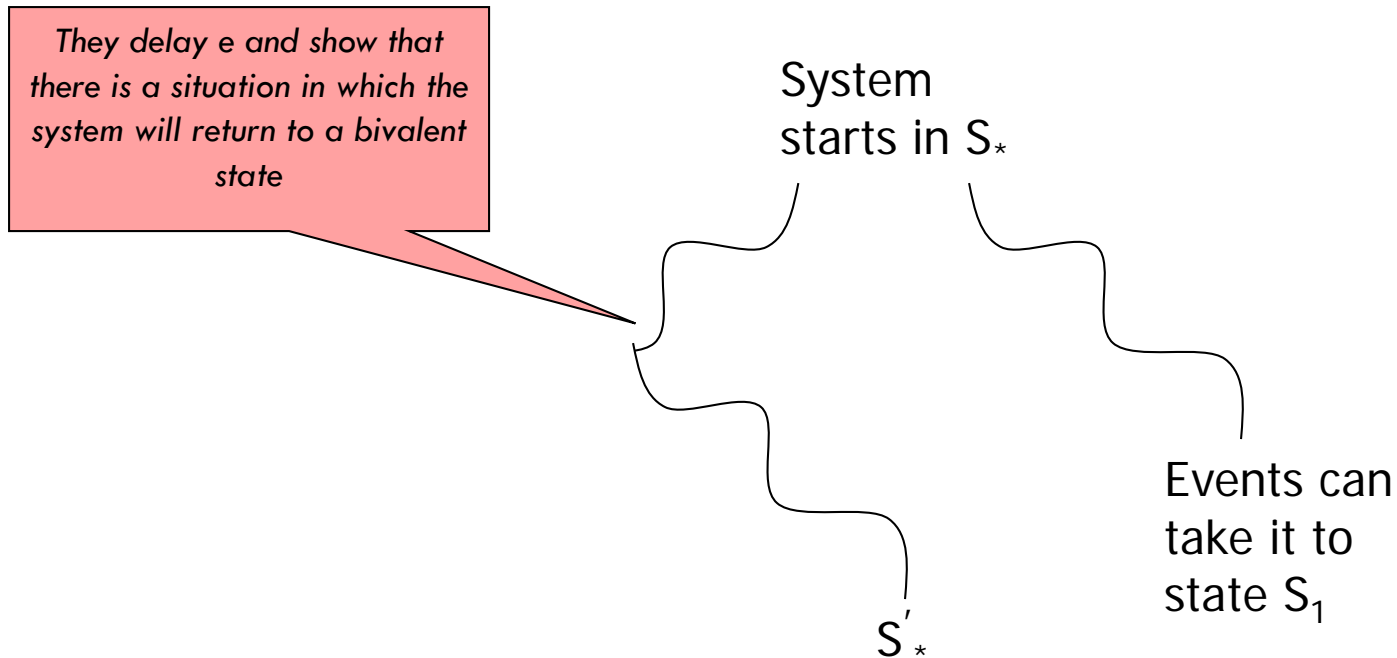 They delay e and show that
there is a situation in which the
system will return to a bivalent
state
System
starts in S*
Events can
take it to
state S1
S'*